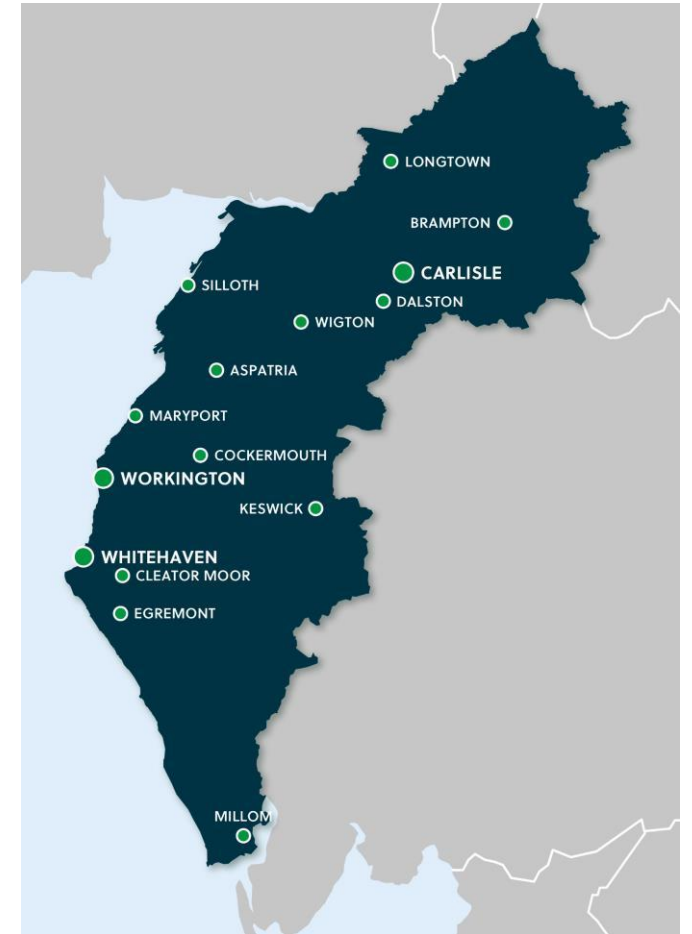 LONGTOWN
BRAMPTON
CARLISLE
SILLOTH
DALSTON
WIGTON
ASPATRIA
MARYPORT
COCKERMOUTH
WORKINGTON
KESWICK
WHITEHAVEN
CLEATOR MOOR
EGREMONT
MILLOM